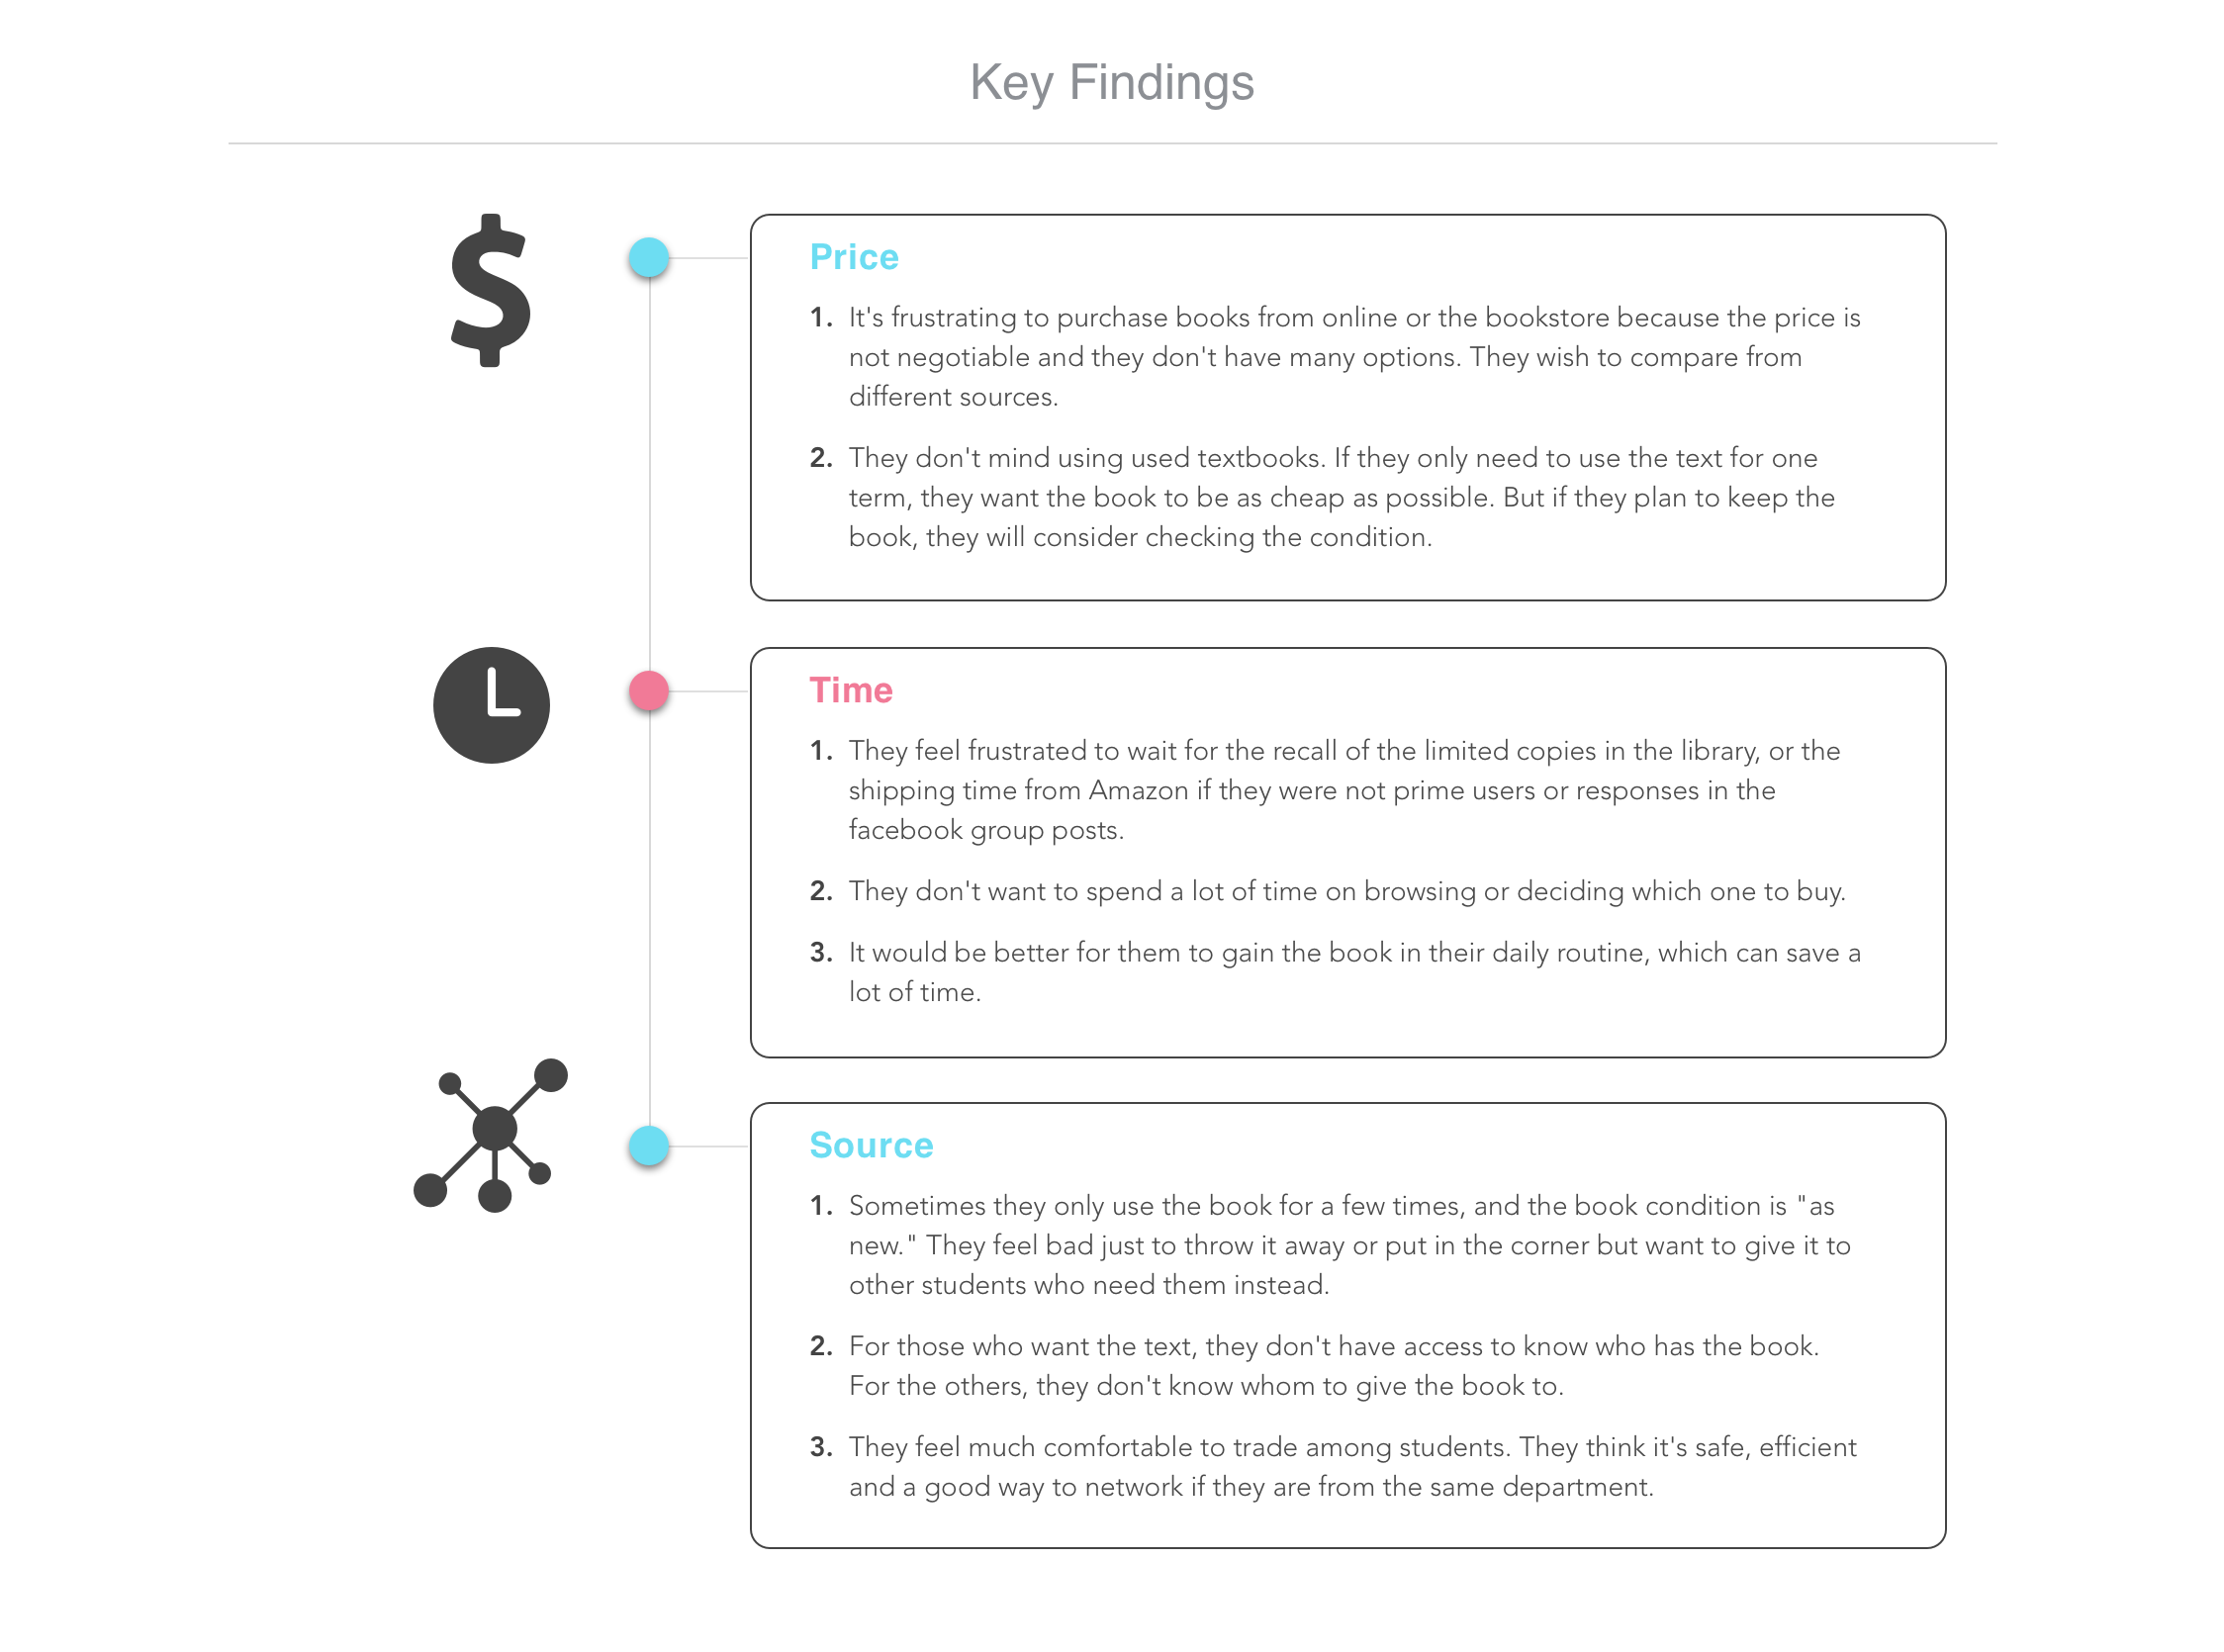 Key Findings
Price
1. It's frustrating to purchase books from online or the bookstore because the price is
not negotiable and they don't have many options. They wish to compare from
different sources.
2. They don't mind using used textbooks. If they only need to use the text for one
term, they want the book to be as cheap as possible. But if they plan to keep the
book, they will consider checking the condition.
Time
1. They feel frustrated to wait for the recall of the limited copies in the library, or the
shipping time from Amazon if they were not prime users or responses in the
facebook group posts.
2. They don't want to spend a lot of time on browsing or deciding which one to buy.
3. It would be better for them to gain the book in their daily routine, which can save a
lot of time.
Source
1. Sometimes they only use the book for a few times, and the book condition is "as
new." They feel bad just to throw it away or put in the corner but want to give it to
other students who need them instead.
2. For those who want the text, they don't have access to know who has the book.
For the others, they don't know whom to give the book to.
3. They feel much comfortable to trade among students. They think it's safe, efficient
and a good way to network if they are from the same department.